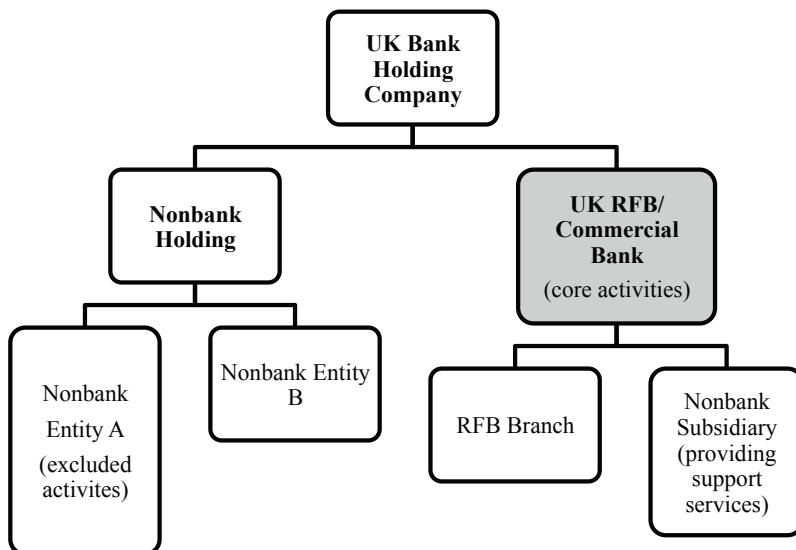 UK Bank
Holding
Company
Nonbank
Holding
UK RFB/
Commercial
Bank
(core activities)
Nonbank
Entity A
(excluded
activites)
Nonbank Entity
B
RFB Branch
Nonbank
Subsidiary
(providing
support
services)